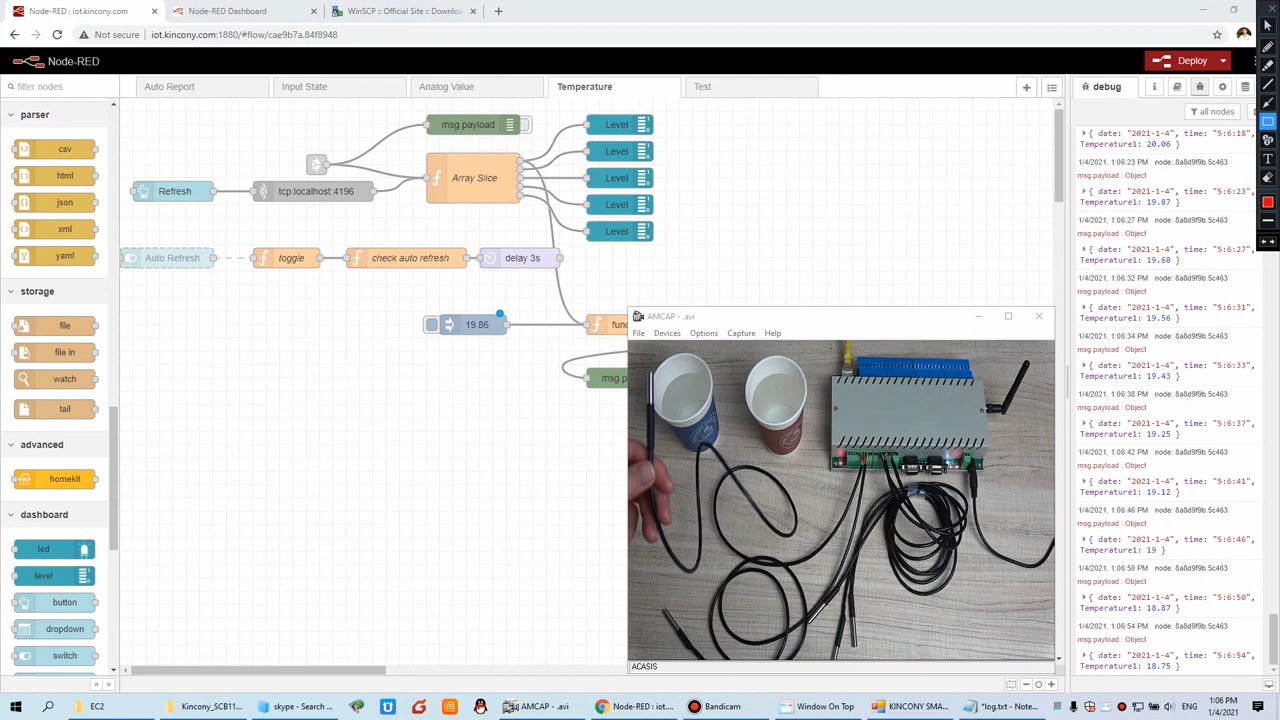 Node-RED : iot.kincony.com
Node-RED Dashboard
WinSCP :: Official Site :: Downloa
Not secure
iot.kincony.com:1880/#flow/cae9b7a.84f8948
Node-RED
Deploy
filter nodes
Auto Report
Input State
Analog Value
Temperature
Test
debug
all nodes
parser
csv
html
json
xml
yaml
storage
file
file in
watch
tail
advanced
homekit
dashboard
led
level
button
dropdown
switch
msg.payload
Level
Level
Level
Level
Level
Array Slice
Refresh
tcp:localhost:4196
Auto Refresh
toggie
check auto refresh
delay 3s
19.86
func
msg.p
AMCAP - .avi
File
Devices
Options
Capture
Help
ACASIS
{ date: "2021-1-4", time: "5:6:18"
Temperature1: 20.06 }
1/4/2021, 1:06:23 PM node: 8a8d9f9b.5c463
msg.payload : Object
{ date: "2021-1-4", time: "5:6:23"
Temperature1: 19.87 }
1/4/2021, 1:06:27 PM node: 8a8d9f9b.5c463
msg.payload : Object
{ date: "2021-1-4", time: "5:6:27"
Temperature1: 19.68 }
1/4/2021, 1:06:32 PM node: 8a8d9f9b.5c463
msg.payload : Object
{ date: "2021-1-4", time: "5:6:31"
Temperature1: 19.56 }
1/4/2021, 1:06:34 PM node: 8a8d9f9b.5c463
msg.payload : Object
{ date: "2021-1-4", time: "5:6:33"
Temperature1: 19.43 }
1/4/2021, 1:06:38 PM node: 8a8d9f9b.5c463
msg.payload : Object
{ date: "2021-1-4", time: "5:6:37"
Temperature1: 19.25 }
1/4/2021, 1:06:42 PM node: 8a8d9f9b.5c463
msg.payload : Object
{ date: "2021-1-4", time: "5:6:41"
Temperature1: 19.12 }
1/4/2021, 1:06:46 PM node: 8a8d9f9b.5c463
msg.payload : Object
{ date: "2021-1-4", time: "5:6:46"
Temperature1: 19 }
1/4/2021, 1:06:50 PM node: 8a8d9f9b.5c463
msg.payload : Object
{ date: "2021-1-4", time: "5:6:50"
Temperature1: 18.87 }
1/4/2021, 1:06:54 PM node: 8a8d9f9b.5c463
msg.payload : Object
{ date: "2021-1-4", time: "5:6:54"
Temperature1: 18.75 }
EC2
Kincony_SCB11...
skype - Search ...
AMCAP - .avi
Node-RED : iot....
Bandicam
Window On Top
KINCONY SMA...
*log.txt - Note...
ENG
1:06 PM
1/4/2021